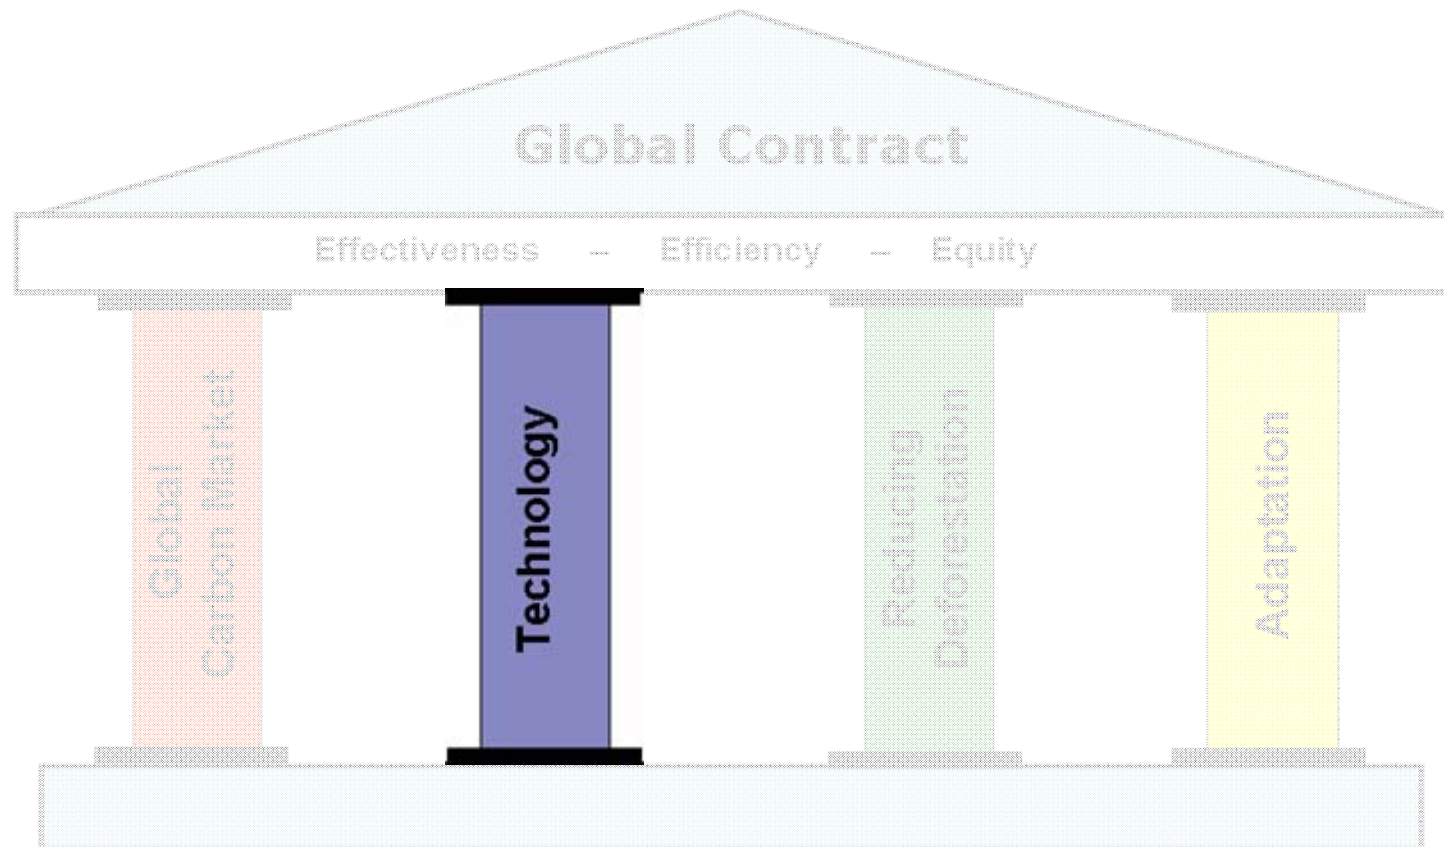 Global Contract
Effectiveness – Efficiency – Equity
Global
Carbon Market
Technology
Reducing
Deforestation
Adaptation